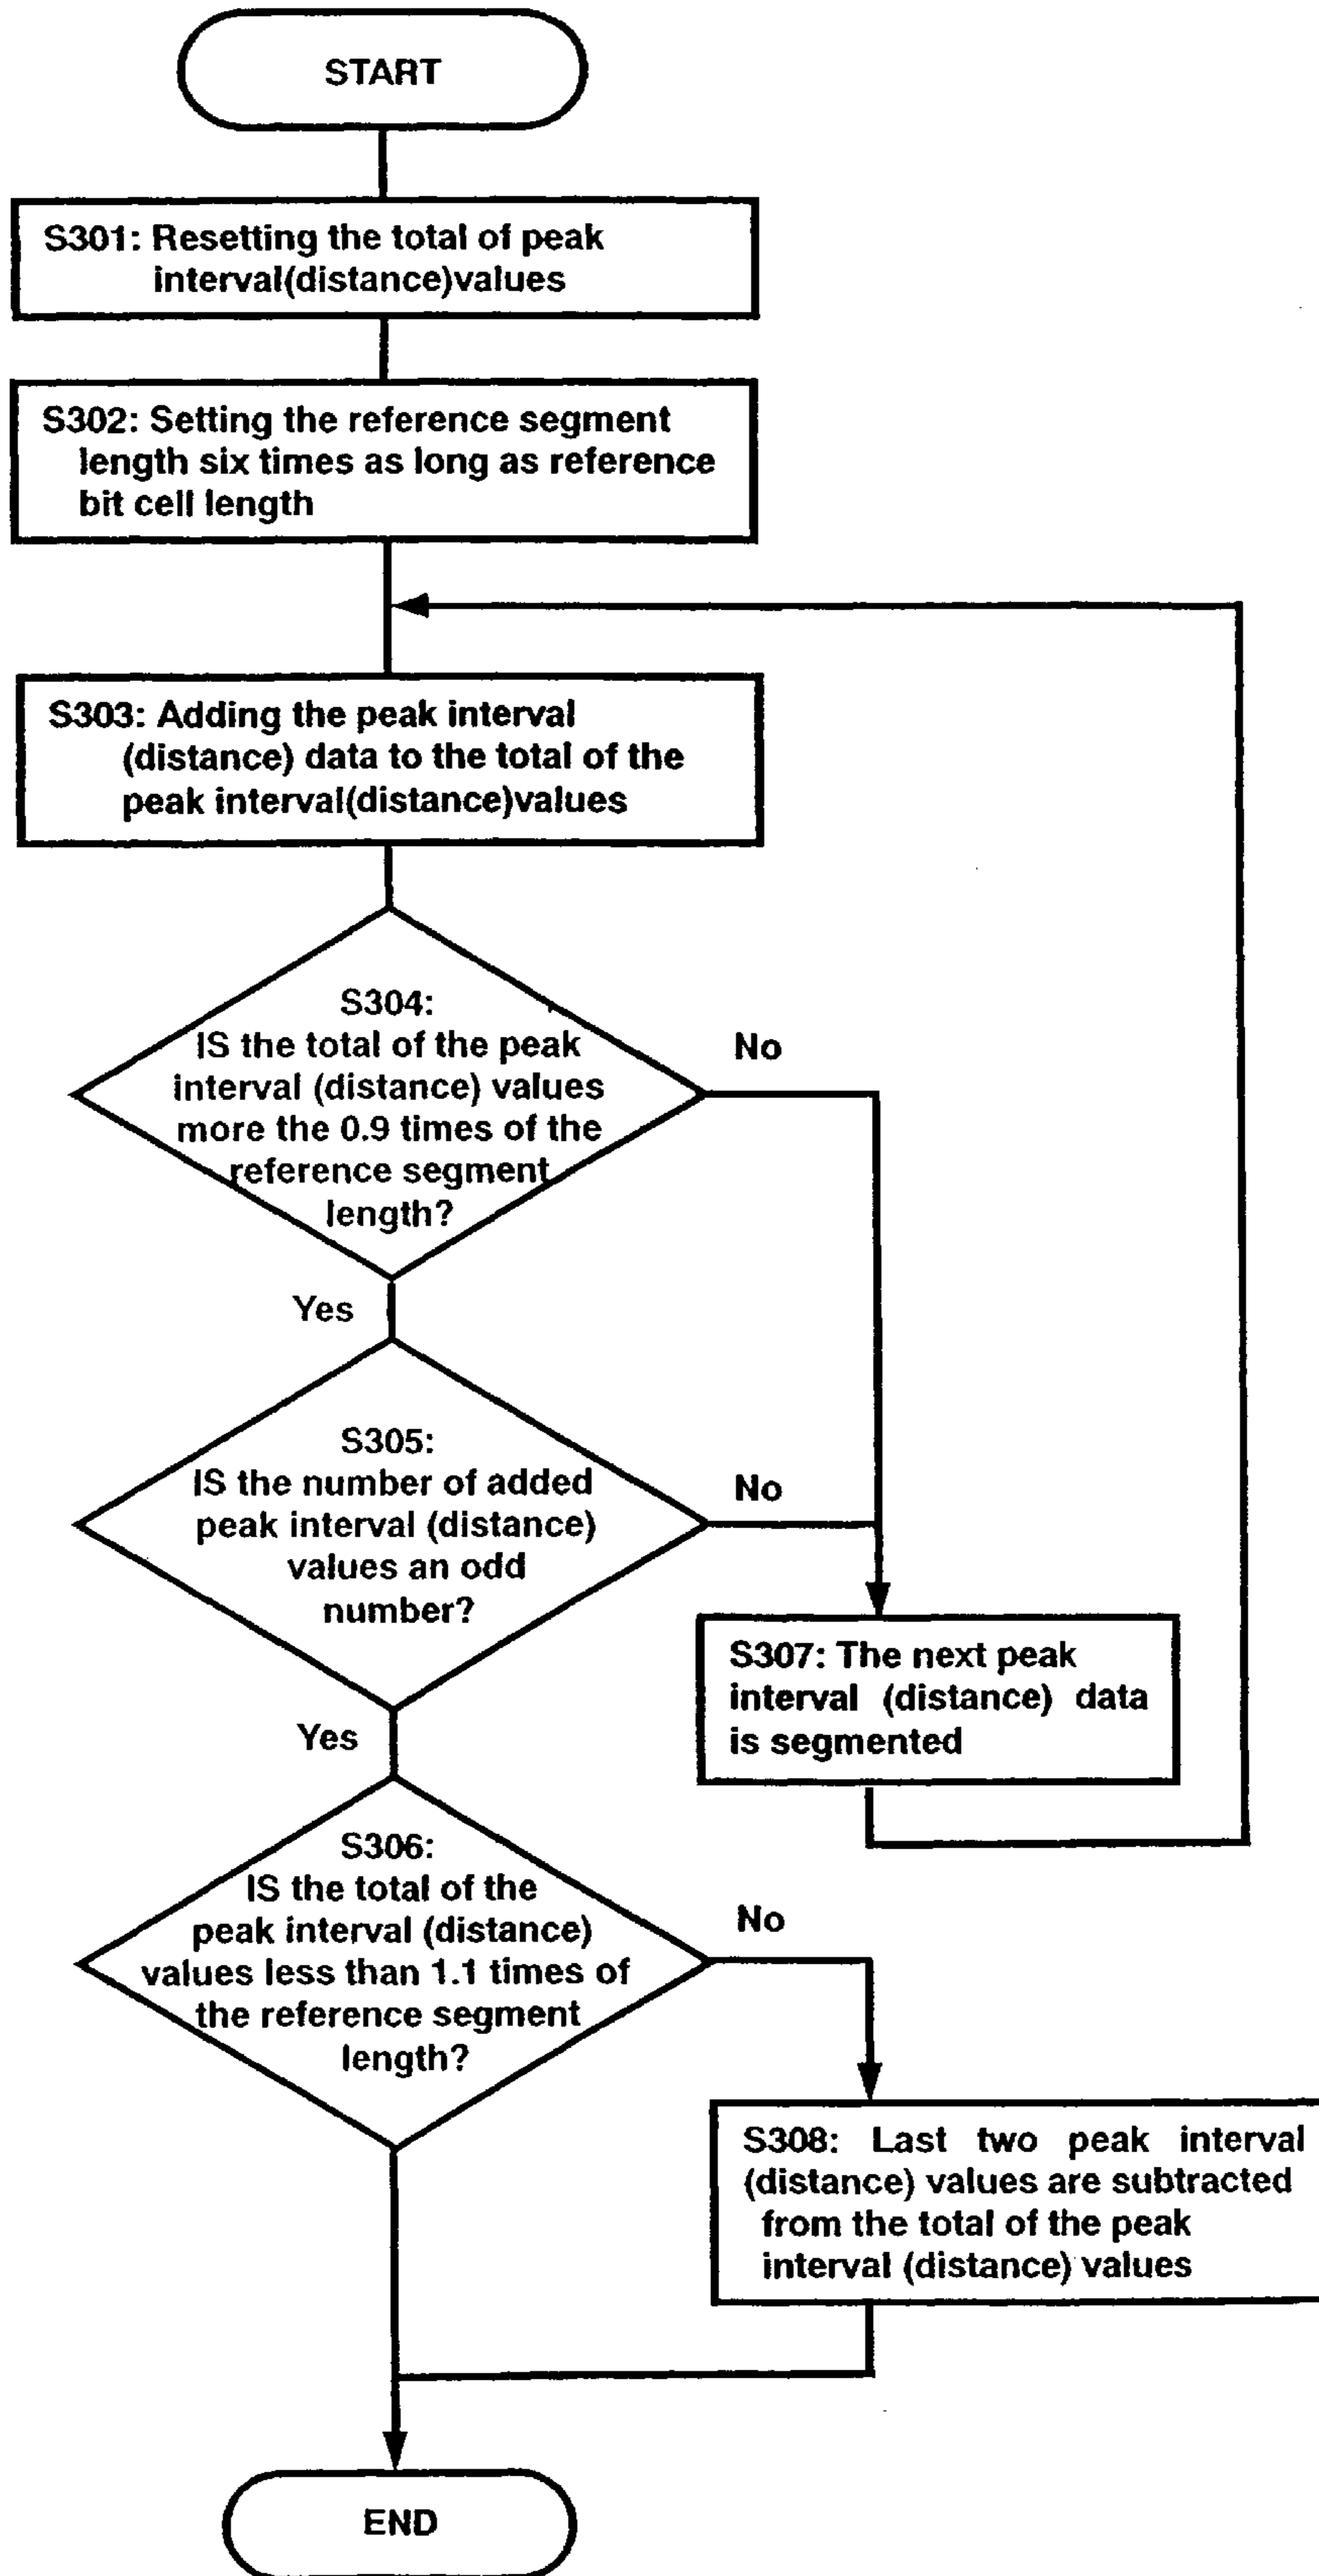 START
S301: Resetting the total of peak
interval(distance)values
S302: Setting the reference segment
length six times as long as reference
bit cell length
S303: Adding the peak interval
(distance) data to the total of the
peak interval(distance)values
S304:
IS the total of the peak
interval (distance) values
more the 0.9 times of the
reference segment
length?
No
Yes
S305:
IS the number of added
peak interval (distance)
values an odd
number?
No
Yes
S307: The next peak
interval (distance) data
is segmented
S306:
IS the total of the
peak interval (distance)
values less than 1.1 times of
the reference segment
length?
No
S308: Last two peak interval
(distance) values are subtracted
from the total of the peak
interval (distance) values
END